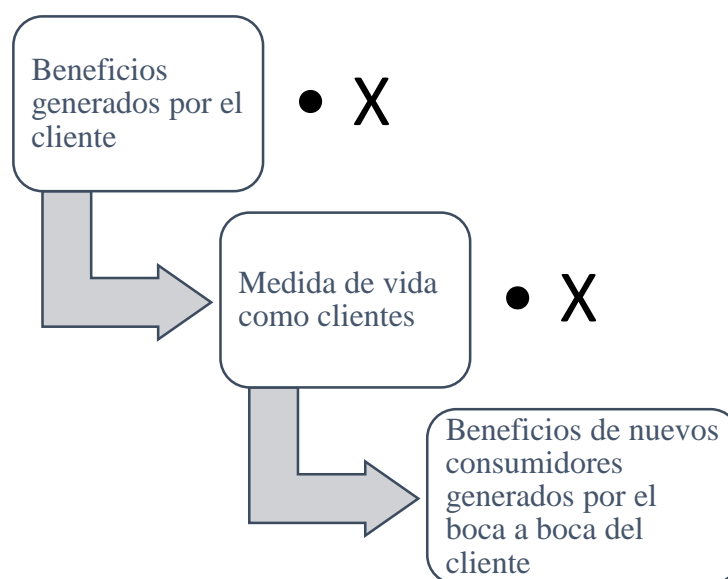 Beneficios
generados por el
cliente
• X
Medida de vida
como clientes
• X
Beneficios de nuevos
consumidores
generados por el
boca a boca del
cliente